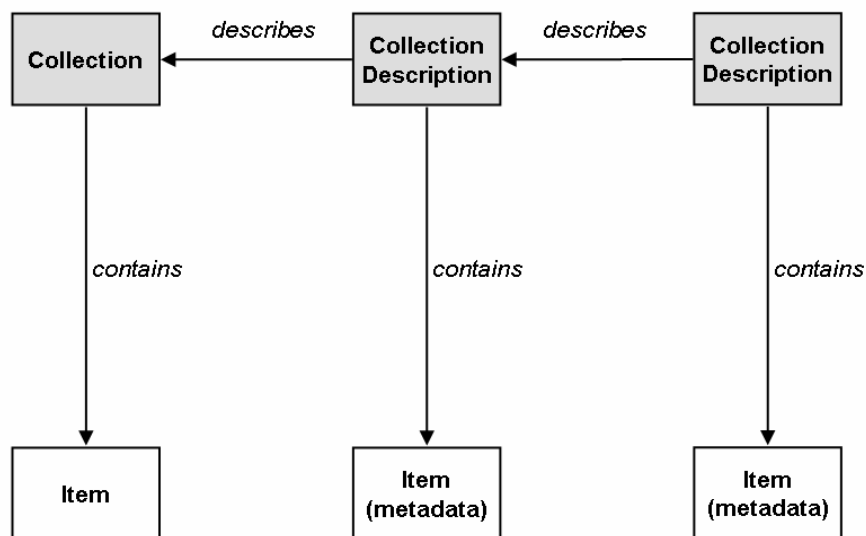 describes
describes
Collection
Collection
Description
Collection
Description
contains
contains
contains
Item
Item
(metadata)
Item
(metadata)